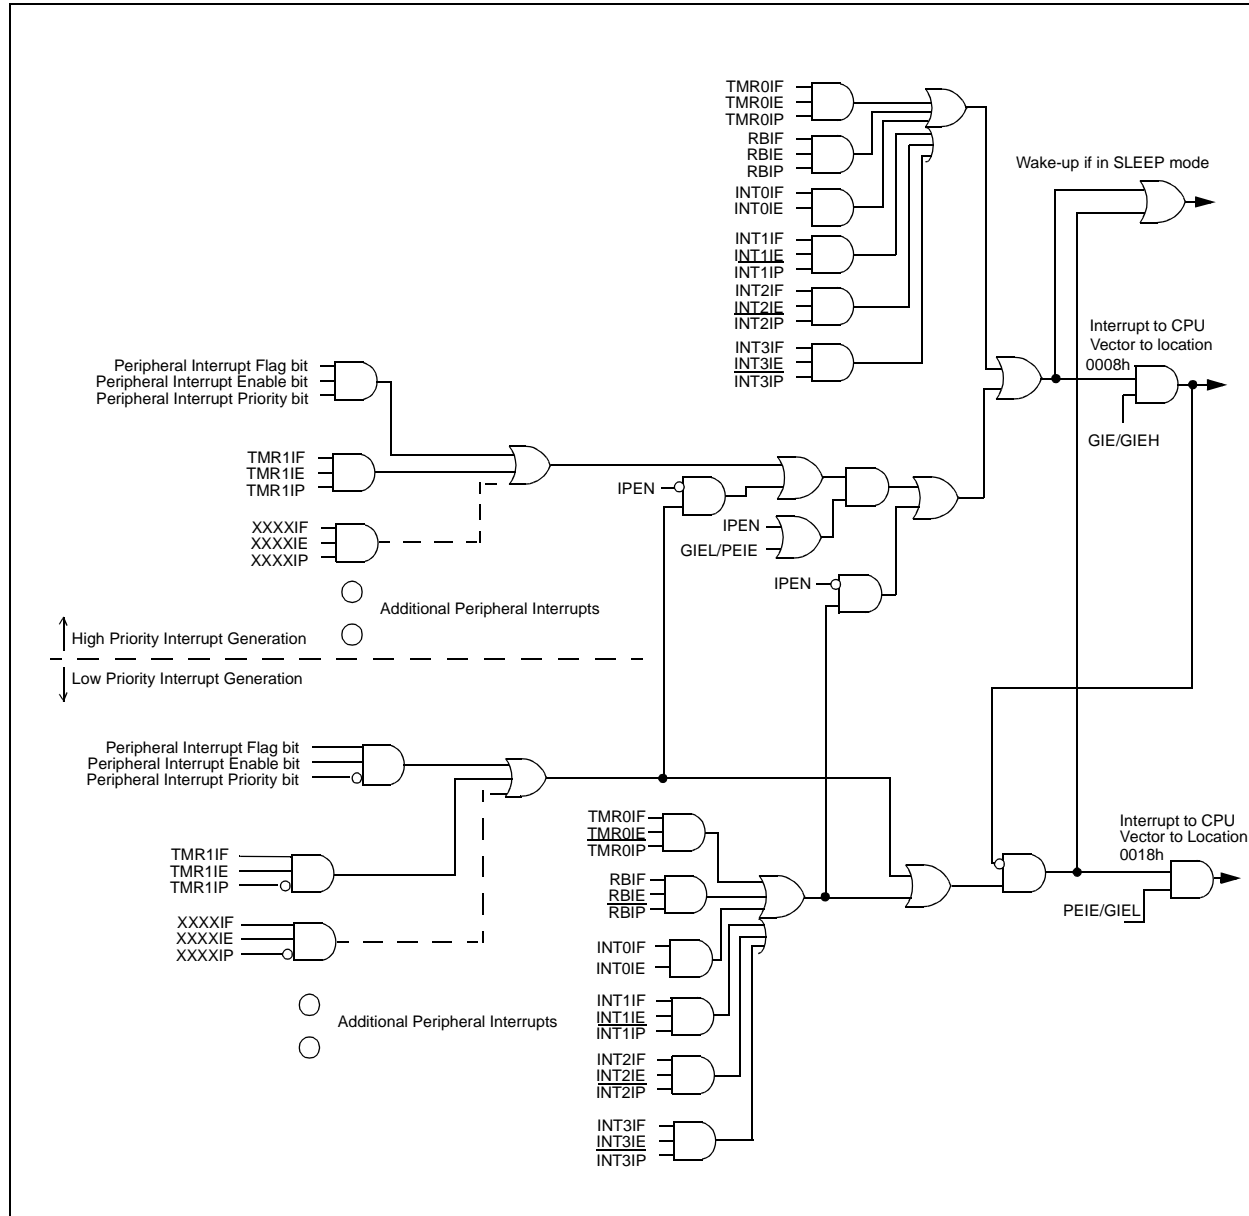 TMR0IF
TMR0IE
TMR0IP
RBIF
RBIE
RBIP
INT0IF
INT0IE
INT1IF
INT1IE
INT1IP
INT2IF
INT2IE
INT2IP
INT3IF
INT3IE
INT3IP
Wake-up if in SLEEP mode
Interrupt to CPU
Vector to location
0008h
GIE/GIEH
Peripheral Interrupt Flag bit
Peripheral Interrupt Enable bit
Peripheral Interrupt Priority bit
TMR1IF
TMR1IE
TMR1IP
XXXXIF
XXXXIE
XXXXIP
IPEN
IPEN
GIEL/PEIE
IPEN
Additional Peripheral Interrupts
High Priority Interrupt Generation
Low Priority Interrupt Generation
Peripheral Interrupt Flag bit
Peripheral Interrupt Enable bit
Peripheral Interrupt Priority bit
TMR1IF
TMR1IE
TMR1IP
XXXXIF
XXXXIE
XXXXIP
Additional Peripheral Interrupts
TMR0IF
TMR0IE
TMR0IP
RBIF
RBIE
RBIP
INT0IF
INT0IE
INT1IF
INT1IE
INT1IP
INT2IF
INT2IE
INT2IP
INT3IF
INT3IE
INT3IP
Interrupt to CPU
Vector to Location
0018h
PEIE/GIEL